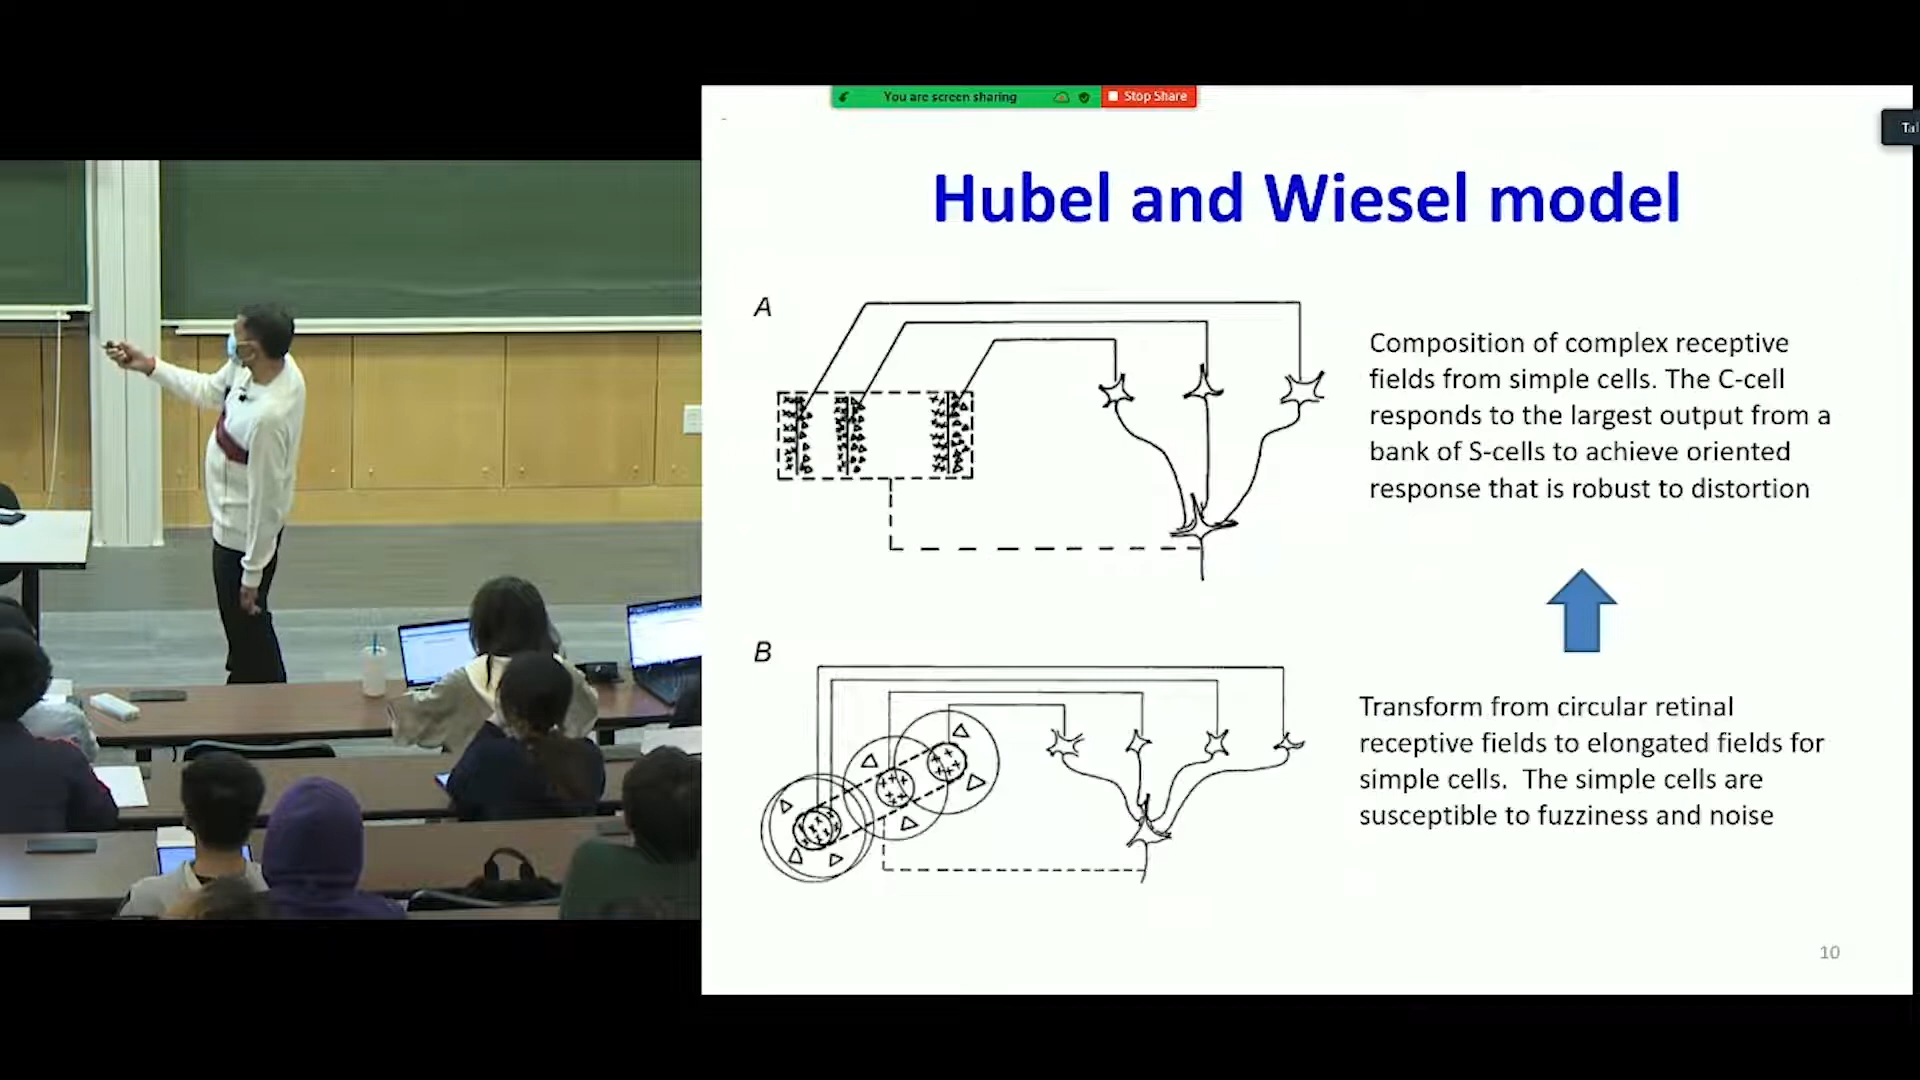 You are screen sharing
Stop Share
Tal
Hubel and Wiesel model
A
Composition of complex receptive
fields from simple cells. The C-cell
responds to the largest output from a
bank of S-cells to achieve oriented
response that is robust to distortion
B
Transform from circular retinal
receptive fields to elongated fields for
simple cells. The simple cells are
susceptible to fuzziness and noise
10